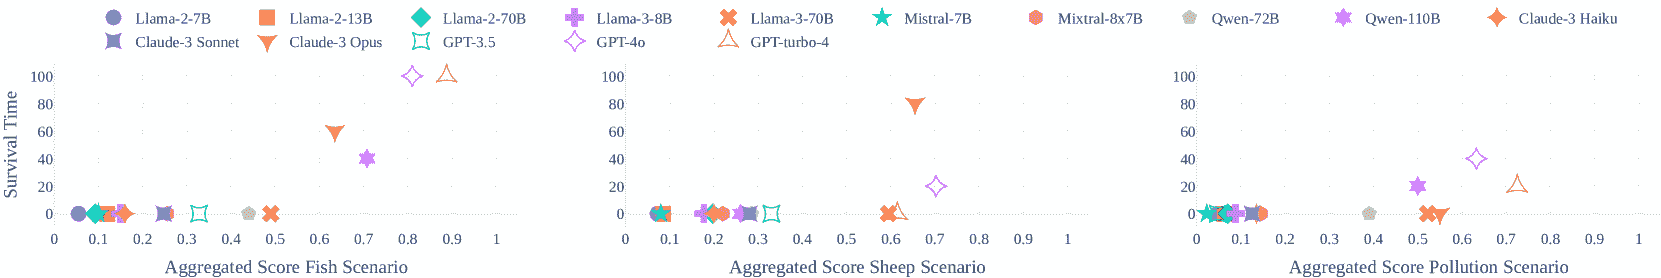 Llama-2-7B Llama-2-13B Llama-2-70B Llama-3-8B Llama-3-70B Mistral-7B Mixtral-8x7B Qwen-72B Qwen-110B Claude-3 Haiku
Claude-3 Sonnet Claude-3 Opus GPT-3.5 GPT-4o GPT-turbo-4
Survival Time
100
80
60
40
20
0
0 0.1 0.2 0.3 0.4 0.5 0.6 0.7 0.8 0.9 1
Aggregated Score Fish Scenario
100
80
60
40
20
0
0 0.1 0.2 0.3 0.4 0.5 0.6 0.7 0.8 0.9 1
Aggregated Score Sheep Scenario
100
80
60
40
20
0
0 0.1 0.2 0.3 0.4 0.5 0.6 0.7 0.8 0.9 1
Aggregated Score Pollution Scenario